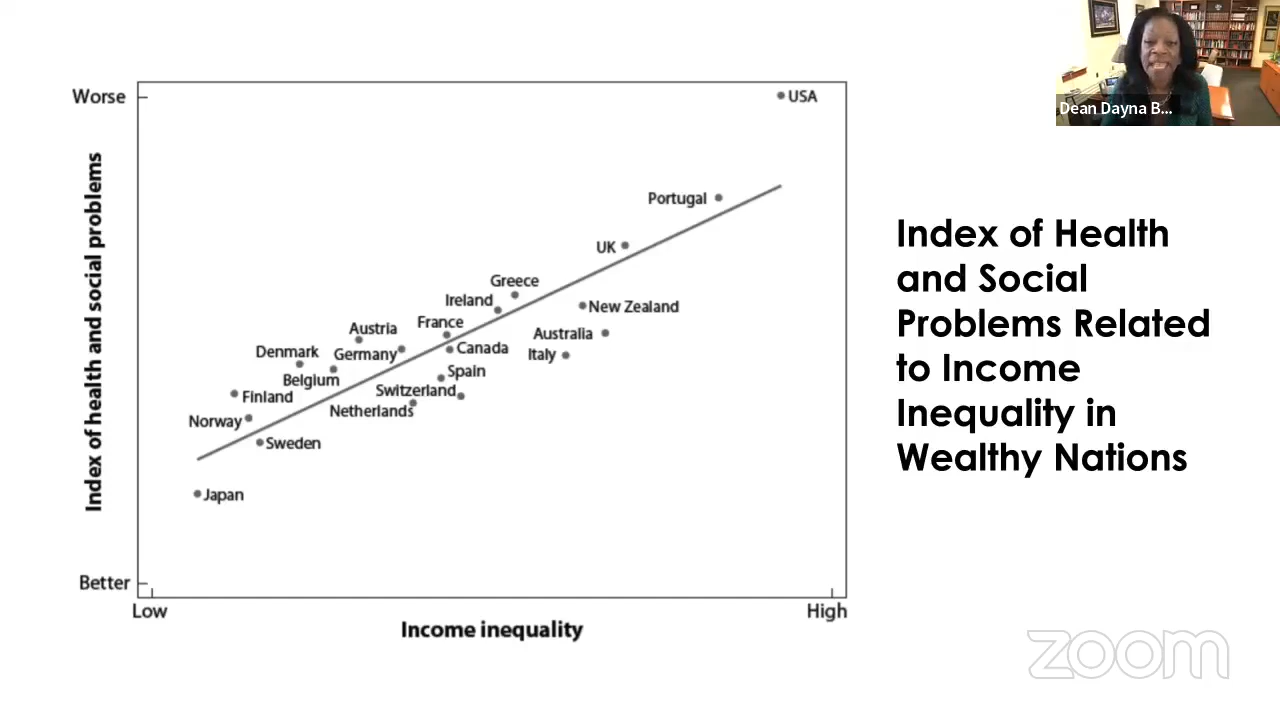 Dean Dayna B...
Worse
USA
Portugal
UK
Greece
Ireland
New Zealand
France
Austria
Australia
Canada
Denmark
Germany
Italy
Belgium
Spain
Switzerland
Finland
Netherlands
Norway
Sweden
Japan
Better
Low
High
Index of health and social problems
Income inequality
Index of Health
and Social
Problems Related
to Income
Inequality in
Wealthy Nations
zoom